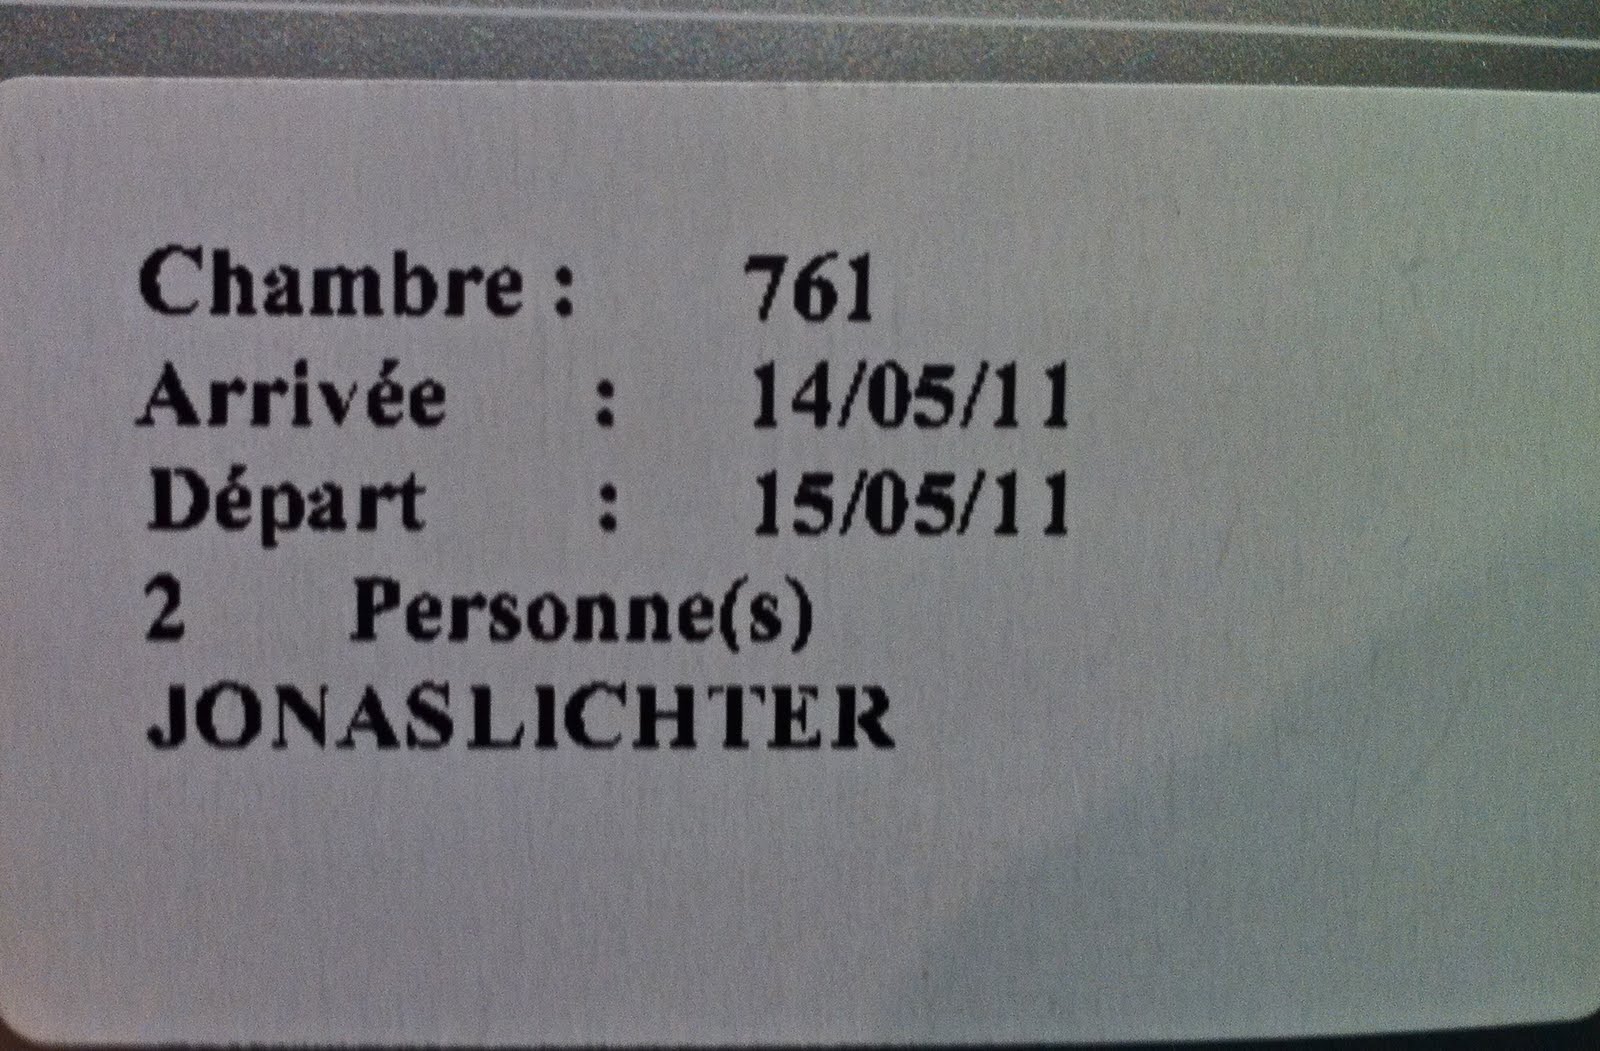 Chambre : 761
Arrivée : 14/05/11
Départ : 15/05/11
2 Personne(s)
JONASLICHTER